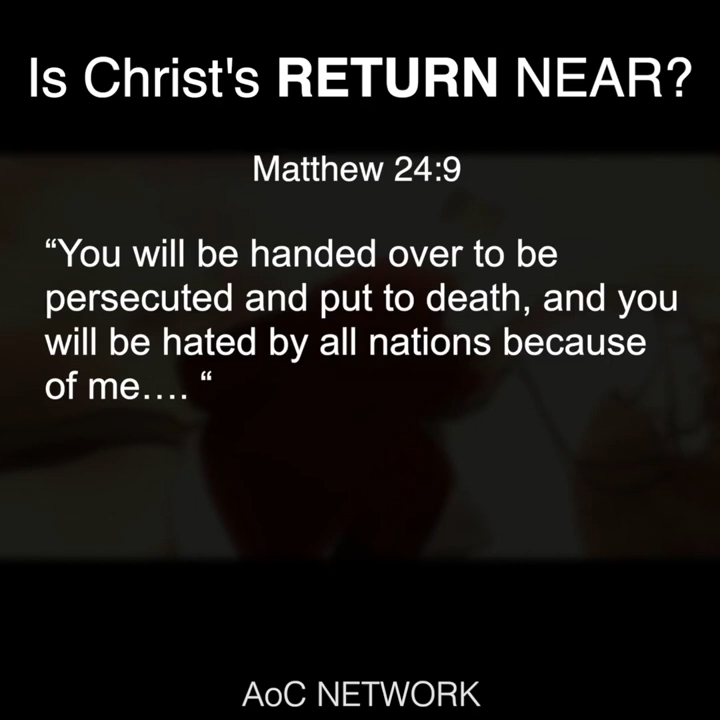 Is Christ's RETURN NEAR?
Matthew 24:9
“You will be handed over to be
persecuted and put to death, and you
will be hated by all nations because
of me…. “
AoC NETWORK